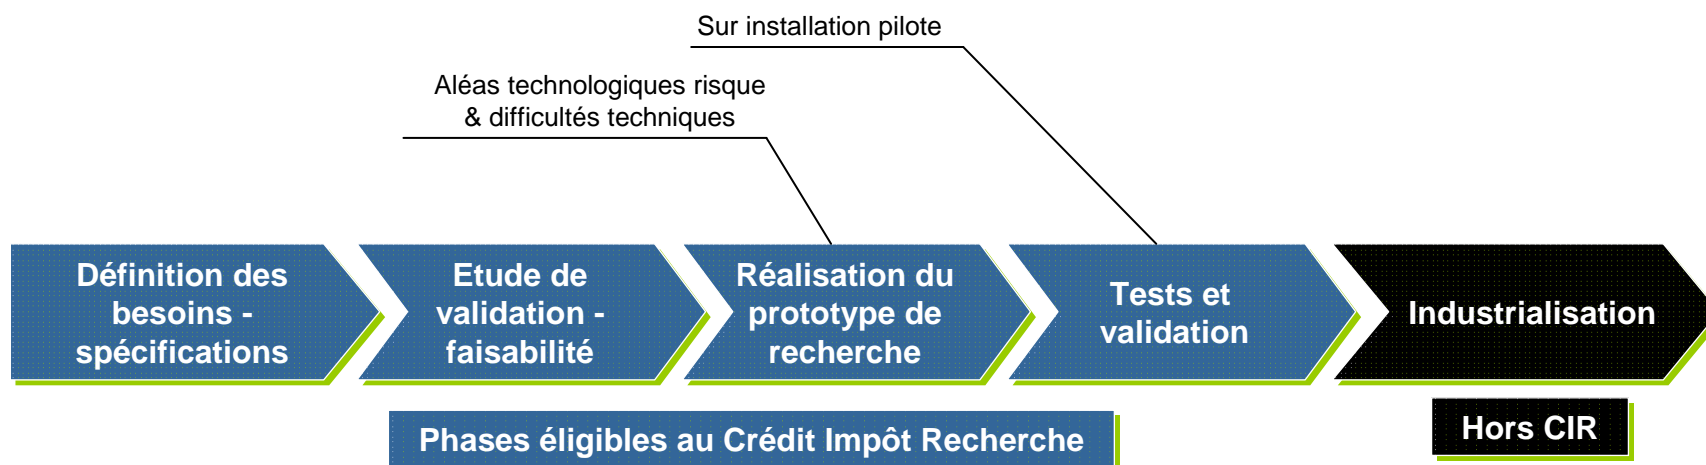 Sur installation pilote
Aléas technologiques risque
& difficultés techniques
Définition des
besoins -
spécifications
Etude de
validation -
faisabilité
Réalisation du
prototype de
recherche
Tests et
validation
Industrialisation
Phases éligibles au Crédit Impôt Recherche
Hors CIR